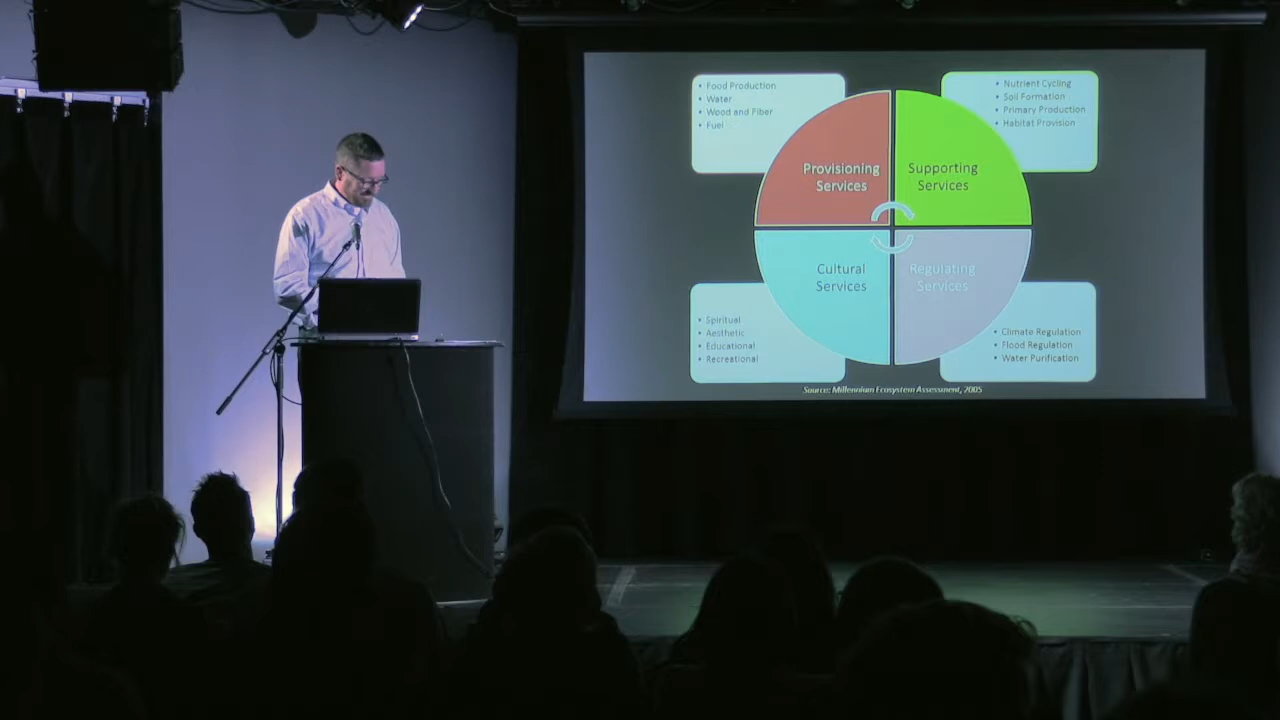 • Food Production
• Water
• Wood and Fiber
• Fuel
• Nutrient Cycling
• Soil Formation
• Primary Production
• Habitat Provision
Provisioning
Services
Supporting
Services
Cultural
Services
Regulating
Services
• Spiritual
• Aesthetic
• Educational
• Recreational
• Climate Regulation
• Flood Regulation
• Water Purification
Source: Millennium Ecosystem Assessment, 2005